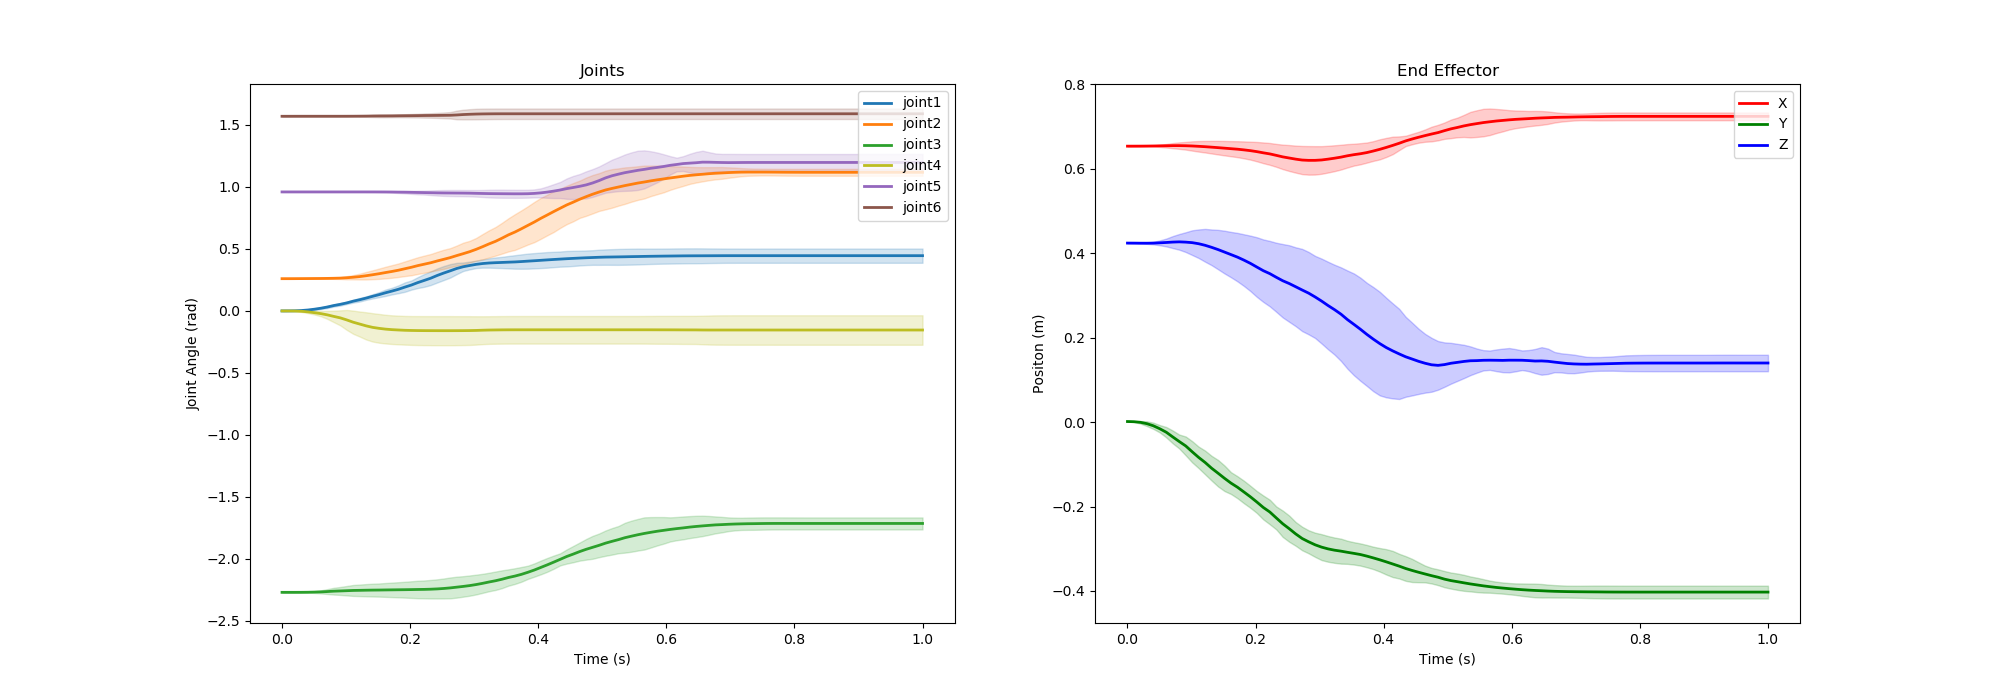 Joints
Joint Angle (rad)
1.5
1.0
0.5
0.0
−0.5
−1.0
−1.5
−2.0
−2.5
0.0 0.2 0.4 0.6 0.8 1.0
Time (s)
joint1
joint2
joint3
joint4
joint5
joint6
End Effector
Positon (m)
0.8
0.6
0.4
0.2
0.0
−0.2
−0.4
0.0 0.2 0.4 0.6 0.8 1.0
Time (s)
X
Y
Z